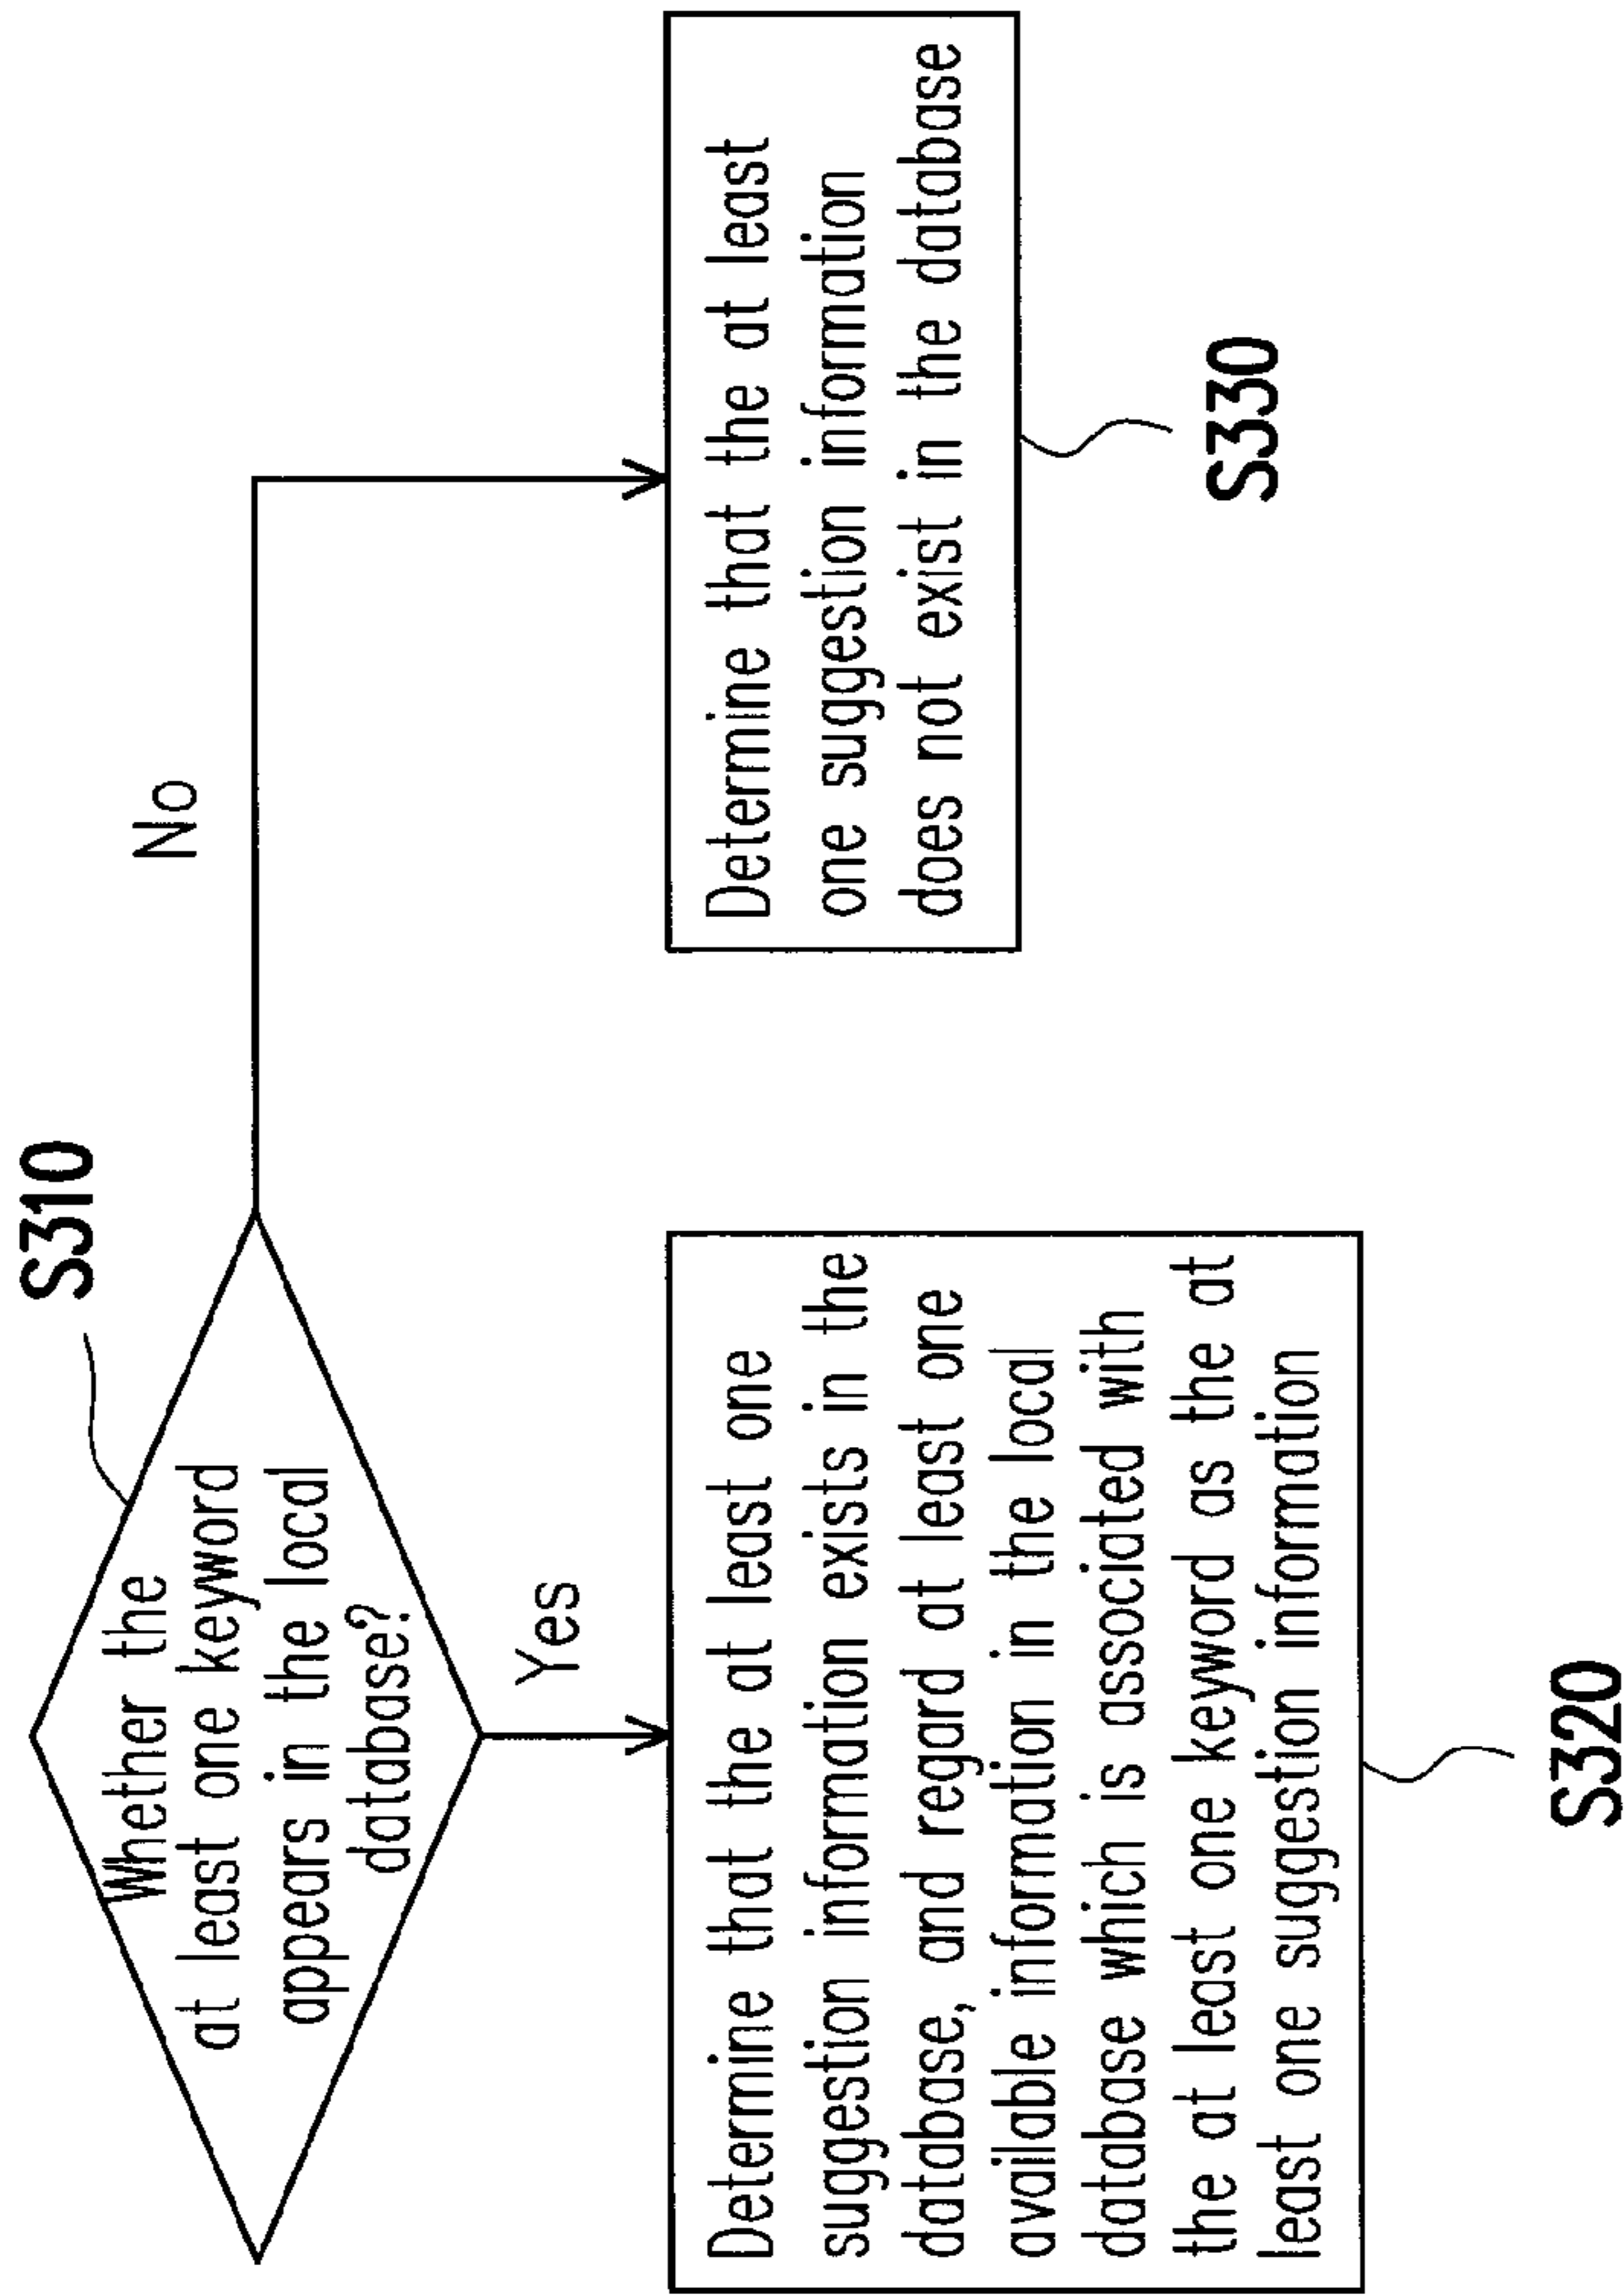 S310
Whether the
at least one keyword
appears in the local
database?
No
Yes
Determine that the at least one
suggestion information exists in the
database, and regard at least one
available information in the local
database which is associated with
the at least one keyword as the at
least one suggestion information
S320
Determine that the at least
one suggestion information
does not exist in the database
S330